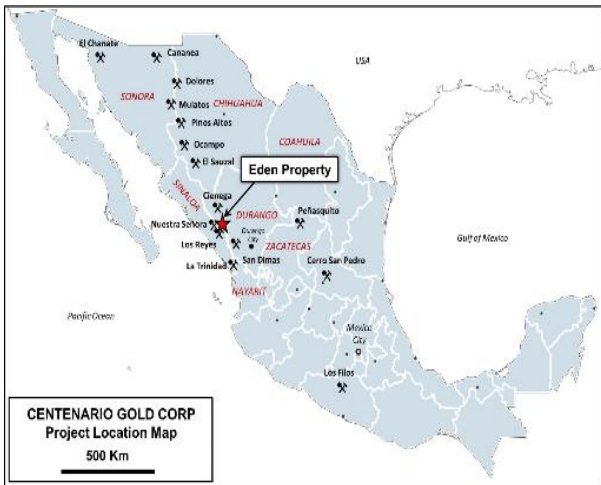 El Chanate
Cananea
USA
Dolores
SONORA
Mulatos
CHIHUAHUA
Pinos Altos
COAHUILA
Ocampo
El Sauzal
Eden Property
SINALOA
Cienega
DURANGO
Peñasquito
Nuestra Señora
Durango
City
Los Reyes
ZACATECAS
Gulf of Mexico
La Trinidad
San Dimas
Cerro San Pedro
NAYARIT
Pacific Ocean
Mexico
City
Los Filos
CENTENARIO GOLD CORP
Project Location Map
500 Km